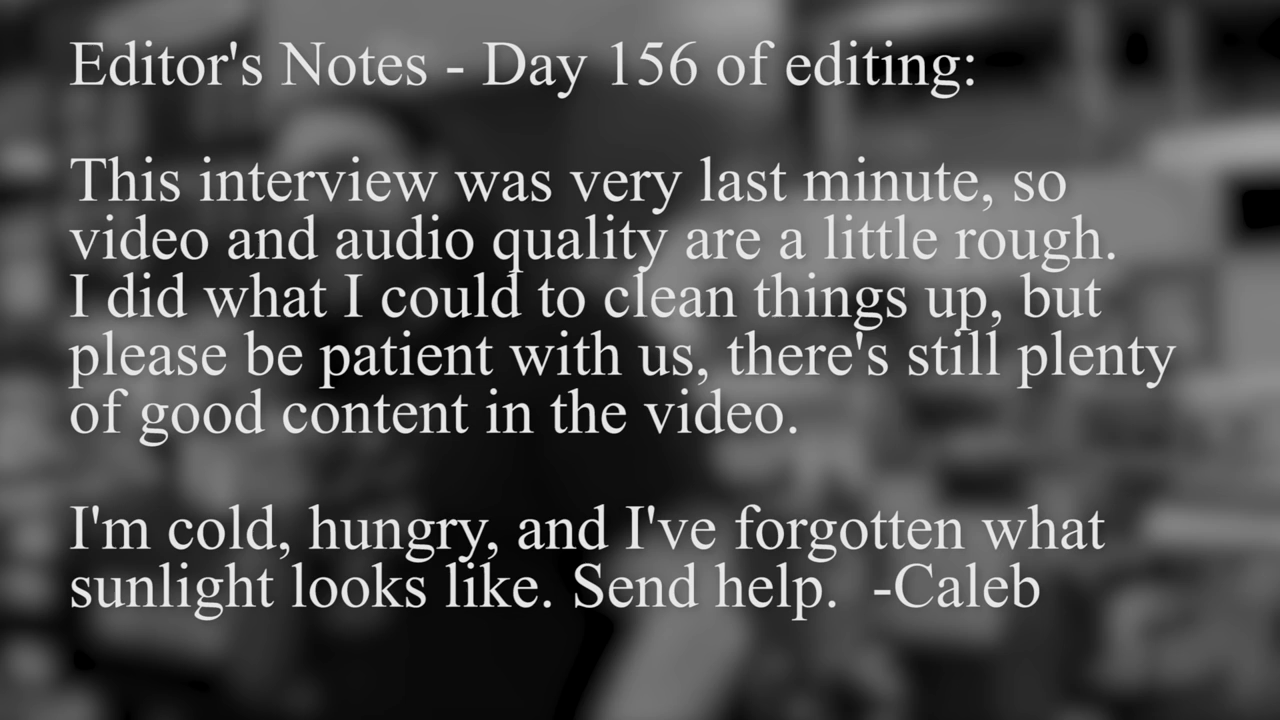 Editor's Notes - Day 156 of editing:
This interview was very last minute, so
video and audio quality are a little rough.
I did what I could to clean things up, but
please be patient with us, there's still plenty
of good content in the video.
I'm cold, hungry, and I've forgotten what
sunlight looks like. Send help.  -Caleb